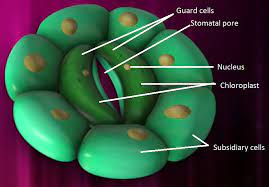 Guard cells
Stomatal pore
Nucleus
Chloroplast
Subsidiary cells